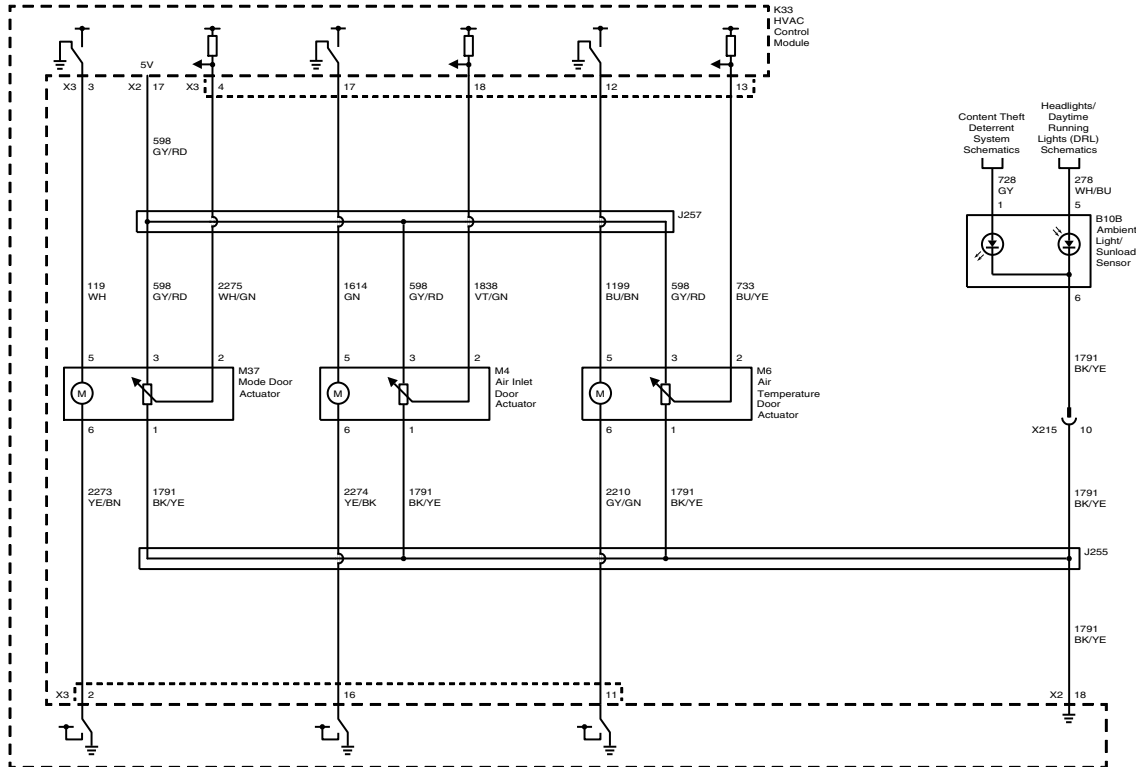 K33
HVAC
Control
Module
5V
X3 3
X2 17
X3 4
17
18
12
13
598
GY/RD
Content Theft
Deterrent
System
Schematics
Headlights/
Daytime
Running
Lights (DRL)
Schematics
728
GY
278
WH/BU
1
5
B10B
Ambient
Light/
Sunload
Sensor
6
J257
119
WH
598
GY/RD
2275
WH/GN
1614
GN
598
GY/RD
1838
VT/GN
1199
BU/BN
598
GY/RD
733
BU/YE
5
3
2
M37
Mode Door
Actuator
M
6
1
5
3
2
M4
Air Inlet
Door
Actuator
M
6
1
5
3
2
M6
Air
Temperature
Door
Actuator
M
6
1
1791
BK/YE
X215 10
2273
YE/BN
1791
BK/YE
2274
YE/BK
1791
BK/YE
2210
GY/GN
1791
BK/YE
1791
BK/YE
J255
1791
BK/YE
X3 2
16
11
X2 18